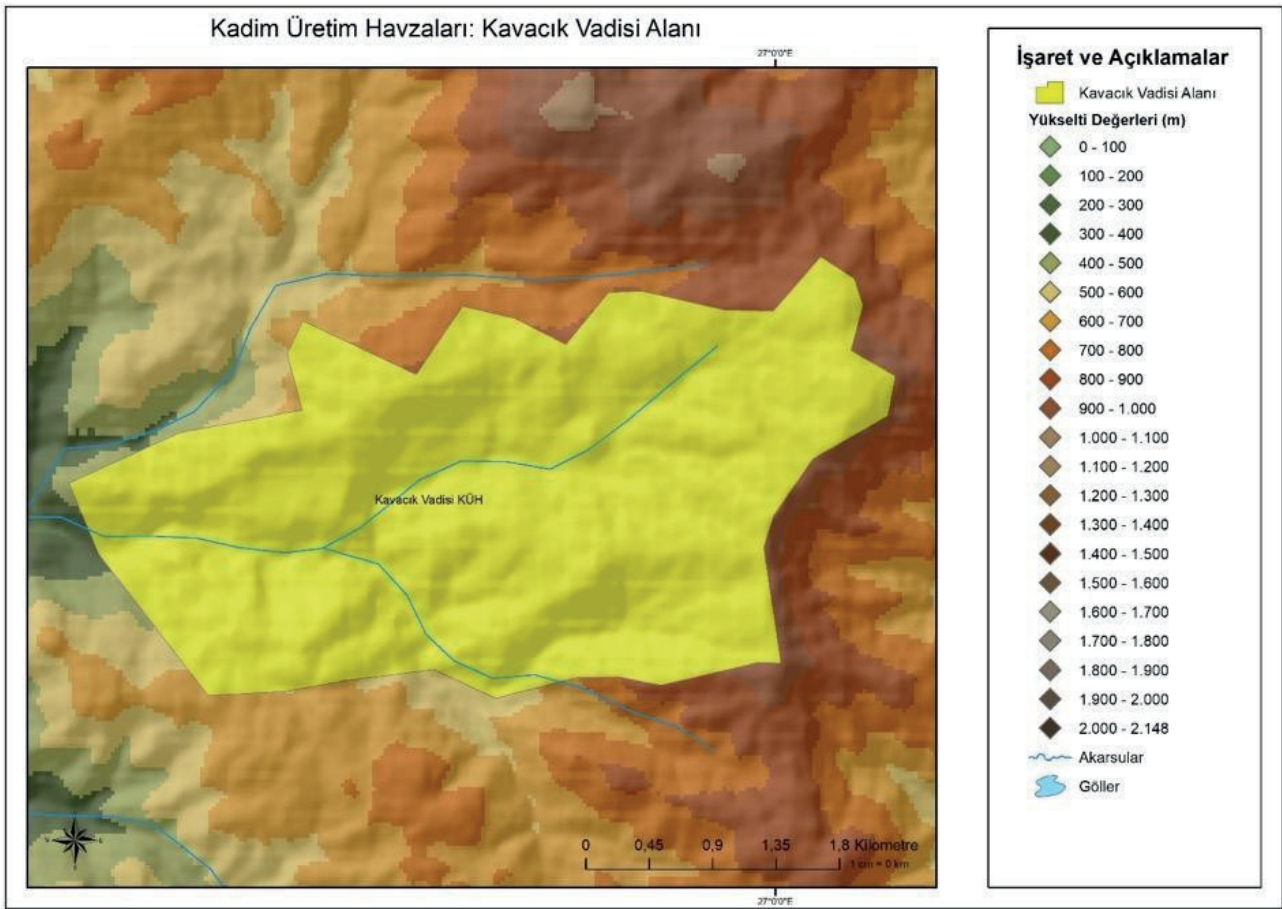 Kadim Üretim Havzaları: Kavacık Vadisi Alanı
27°0'0"E
Kavacık Vadisi KÜH
0 0,45 0,9 1,35 1,8 Kilometre
1 cm = 0 km
27°0'0"E
İşaret ve Açıklamalar
Kavacık Vadisi Alanı
Yükselti Değerleri (m)
0 - 100
100 - 200
200 - 300
300 - 400
400 - 500
500 - 600
600 - 700
700 - 800
800 - 900
900 - 1.000
1.000 - 1.100
1.100 - 1.200
1.200 - 1.300
1.300 - 1.400
1.400 - 1.500
1.500 - 1.600
1.600 - 1.700
1.700 - 1.800
1.800 - 1.900
1.900 - 2.000
2.000 - 2.148
Akarsular
Göller